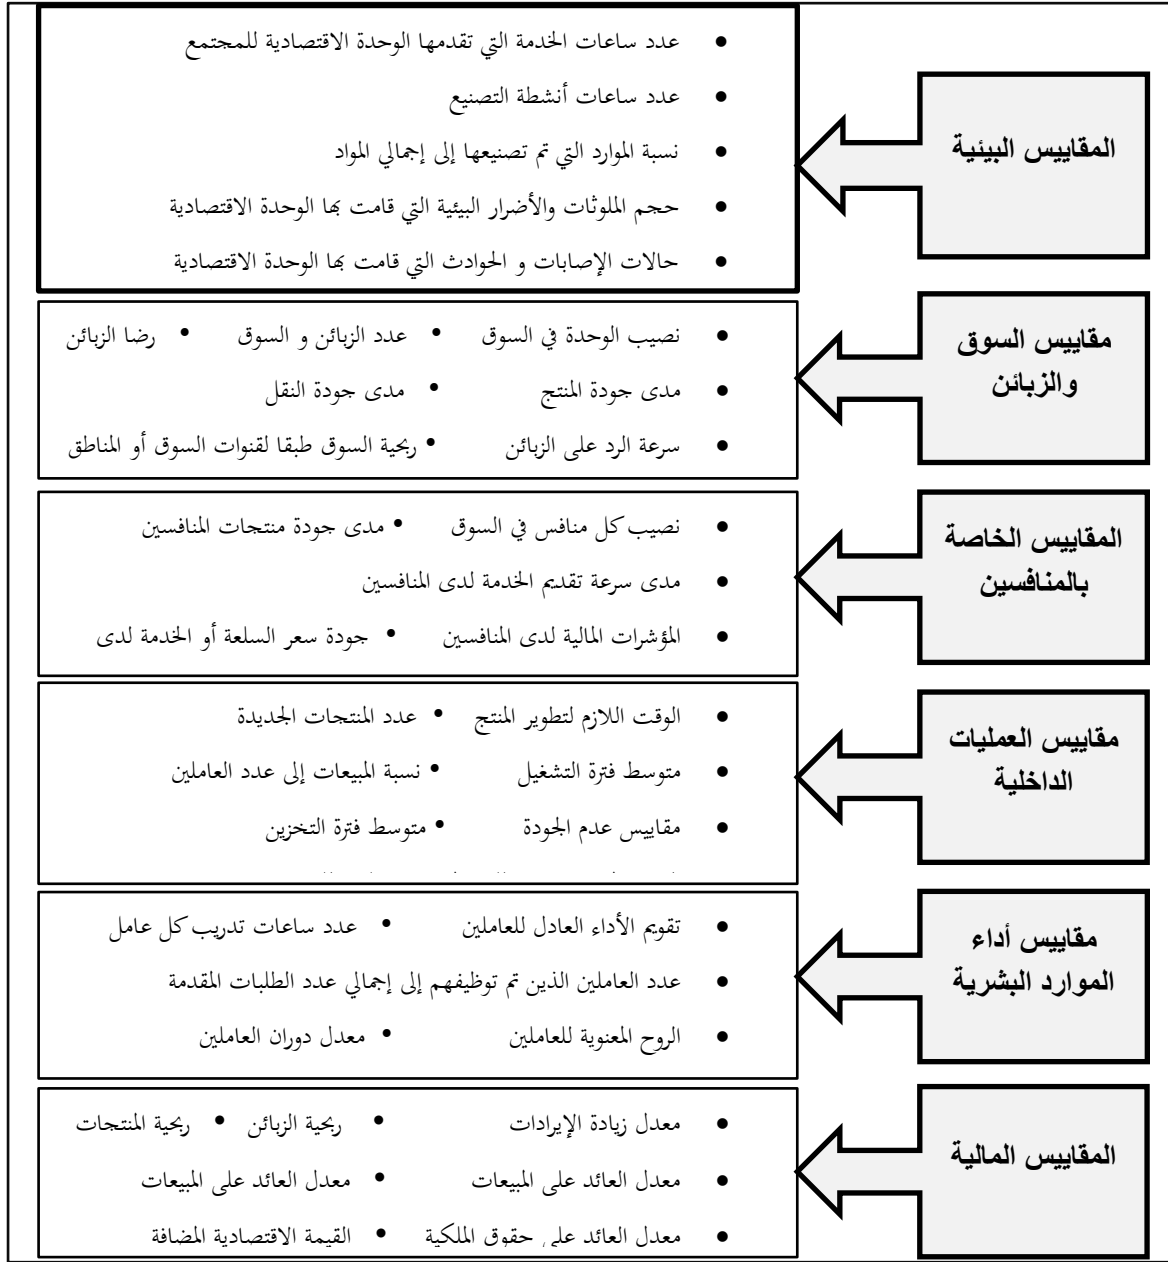 المقاييس البيئية
● عدد ساعات الخدمة التي تقدمها الوحدة الاقتصادية للمجتمع
● عدد ساعات أنشطة التصنيع
● نسبة الموارد التي تم تصنيعها إلى إجمالي المواد
● حجم الملوثات والأضرار البيئية التي قامت بها الوحدة الاقتصادية
● حالات الإصابات و الحوادث التي قامت بها الوحدة الاقتصادية
مقاييس السوق
والزبائن
● نصيب الوحدة في السوق • عدد الزبائن و السوق • رضا الزبائن
● مدى جودة المنتج • مدى جودة النقل
● سرعة الرد على الزبائن • ربحية السوق طبقا لقنوات السوق أو المناطق
المقاييس الخاصة
بالمنافسين
● نصيب كل منافس في السوق • مدى جودة منتجات المنافسين
● مدى سرعة تقديم الخدمة لدى المنافسين
● المؤشرات المالية لدى المنافسين • جودة سعر السلعة أو الخدمة لدى
مقاييس العمليات
الداخلية
● الوقت اللازم لتطوير المنتج • عدد المنتجات الجديدة
● متوسط فترة التشغيل • نسبة المبيعات إلى عدد العاملين
● مقاييس عدم الجودة • متوسط فترة التخزين
مقاييس أداء
الموارد البشرية
● تقويم الأداء العادل للعاملين • عدد ساعات تدريب كل عامل
● عدد العاملين الذين تم توظيفهم إلى إجمالي عدد الطلبات المقدمة
● الروح المعنوية للعاملين • معدل دوران العاملين
المقاييس المالية
● معدل زيادة الإيرادات • ربحية الزبائن • ربحية المنتجات
● معدل العائد على المبيعات • معدل العائد على المبيعات
● معدل العائد على حقوق الملكية • القيمة الاقتصادية المضافة